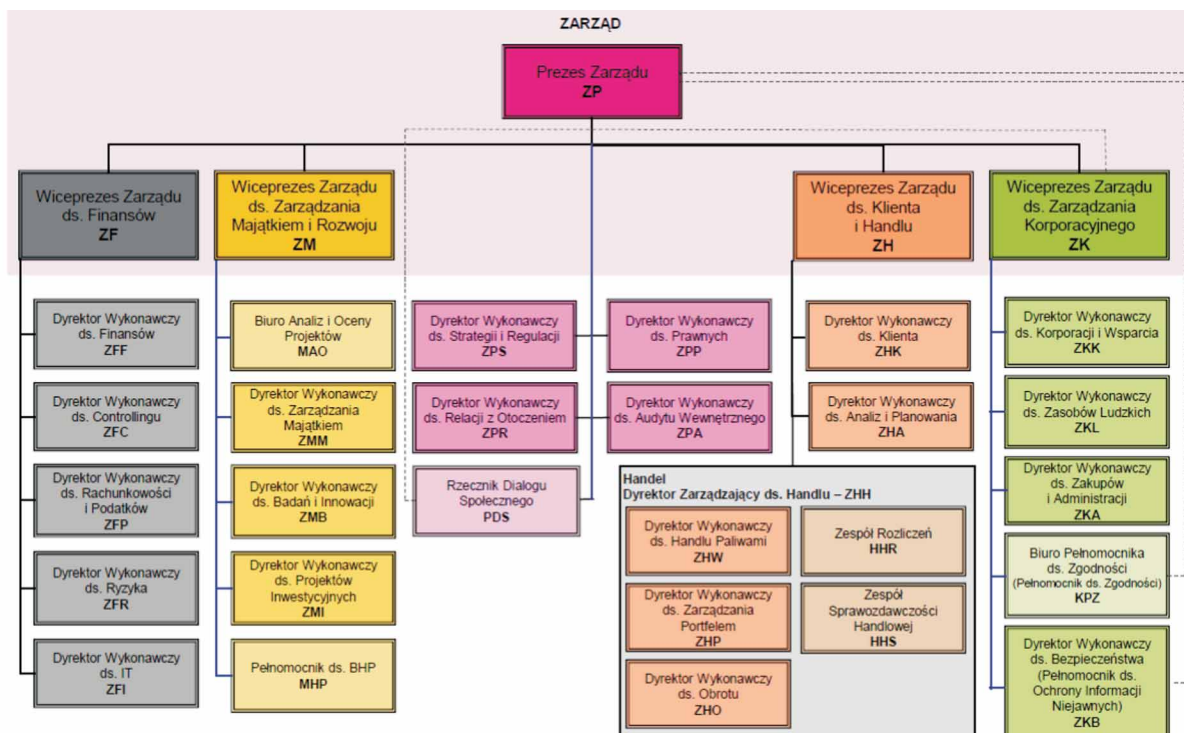 ZARZĄD
Prezes Zarządu
ZP
Wiceprezes Zarządu
ds. Finansów
ZF
Wiceprezes Zarządu
ds. Zarządzania
Majątkiem i Rozwoju
ZM
Wiceprezes Zarządu
ds. Klienta
i Handlu
ZH
Wiceprezes Zarządu
ds. Zarządzania
Korporacyjnego
ZK
Dyrektor Wykonawczy
ds. Finansów
ZFF
Dyrektor Wykonawczy
ds. Controllingu
ZFC
Dyrektor Wykonawczy
ds. Rachunkowości
i Podatków
ZFP
Dyrektor Wykonawczy
ds. Ryzyka
ZFR
Dyrektor Wykonawczy
ds. IT
ZFI
Biuro Analiz i Oceny
Projektów
MAO
Dyrektor Wykonawczy
ds. Zarządzania
Majątkiem
ZMM
Dyrektor Wykonawczy
ds. Badań i Innowacji
ZMB
Dyrektor Wykonawczy
ds. Projektów
Inwestycyjnych
ZMI
Pełnomocnik ds. BHP
MHP
Dyrektor Wykonawczy
ds. Strategii i Regulacji
ZPS
Dyrektor Wykonawczy
ds. Prawnych
ZPP
Dyrektor Wykonawczy
ds. Relacji z Otoczeniem
ZPR
Dyrektor Wykonawczy
ds. Audytu Wewnętrznego
ZPA
Rzecznik Dialogu
Społecznego
PDS
Dyrektor Wykonawczy
ds. Klienta
ZHK
Dyrektor Wykonawczy
ds. Analiz i Planowania
ZHA
Handel
Dyrektor Zarządzający ds. Handlu – ZHH
Dyrektor Wykonawczy
ds. Handlu Paliwami
ZHW
Dyrektor Wykonawczy
ds. Zarządzania
Portfelem
ZHP
Dyrektor Wykonawczy
ds. Obrotu
ZHO
Zespół Rozliczeń
HHR
Zespół
Sprawozdawczości
Handlowej
HHS
Dyrektor Wykonawczy
ds. Korporacji i Wsparcia
ZKK
Dyrektor Wykonawczy
ds. Zasobów Ludzkich
ZKL
Dyrektor Wykonawczy
ds. Zakupów
i Administracji
ZKA
Biuro Pełnomocnika
ds. Zgodności
(Pełnomocnik ds. Zgodności)
KPZ
Dyrektor Wykonawczy
ds. Bezpieczeństwa
(Pełnomocnik ds.
Ochrony Informacji
Niejawnych)
ZKB